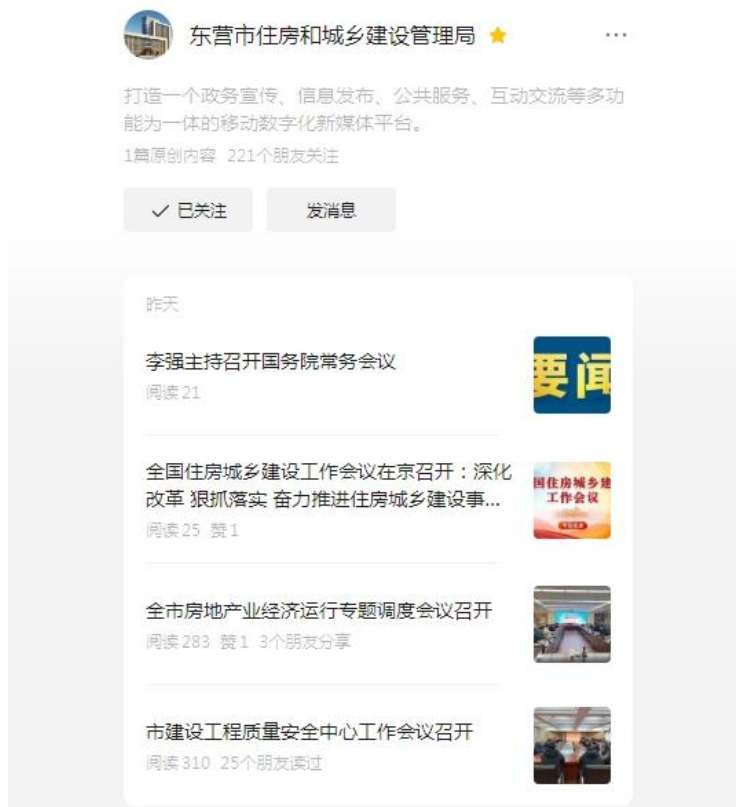 东营市住房和城乡建设管理局
打造一个政务宣传、信息发布、公共服务、互动交流等多功
能为一体的移动数字化新媒体平台。
1篇原创内容 221个朋友关注
已关注 发消息
昨天
李强主持召开国务院常务会议
阅读 21
要闻
全国住房城乡建设工作会议在京召开：深化
改革 狠抓落实 奋力推进住房城乡建设事...
阅读 25 赞 1
国住房城乡建
工作会议
全市房地产业经济运行专题调度会议召开
阅读 283 赞 1 3个朋友分享
市建设工程质量安全中心工作会议召开
阅读 310 25个朋友读过